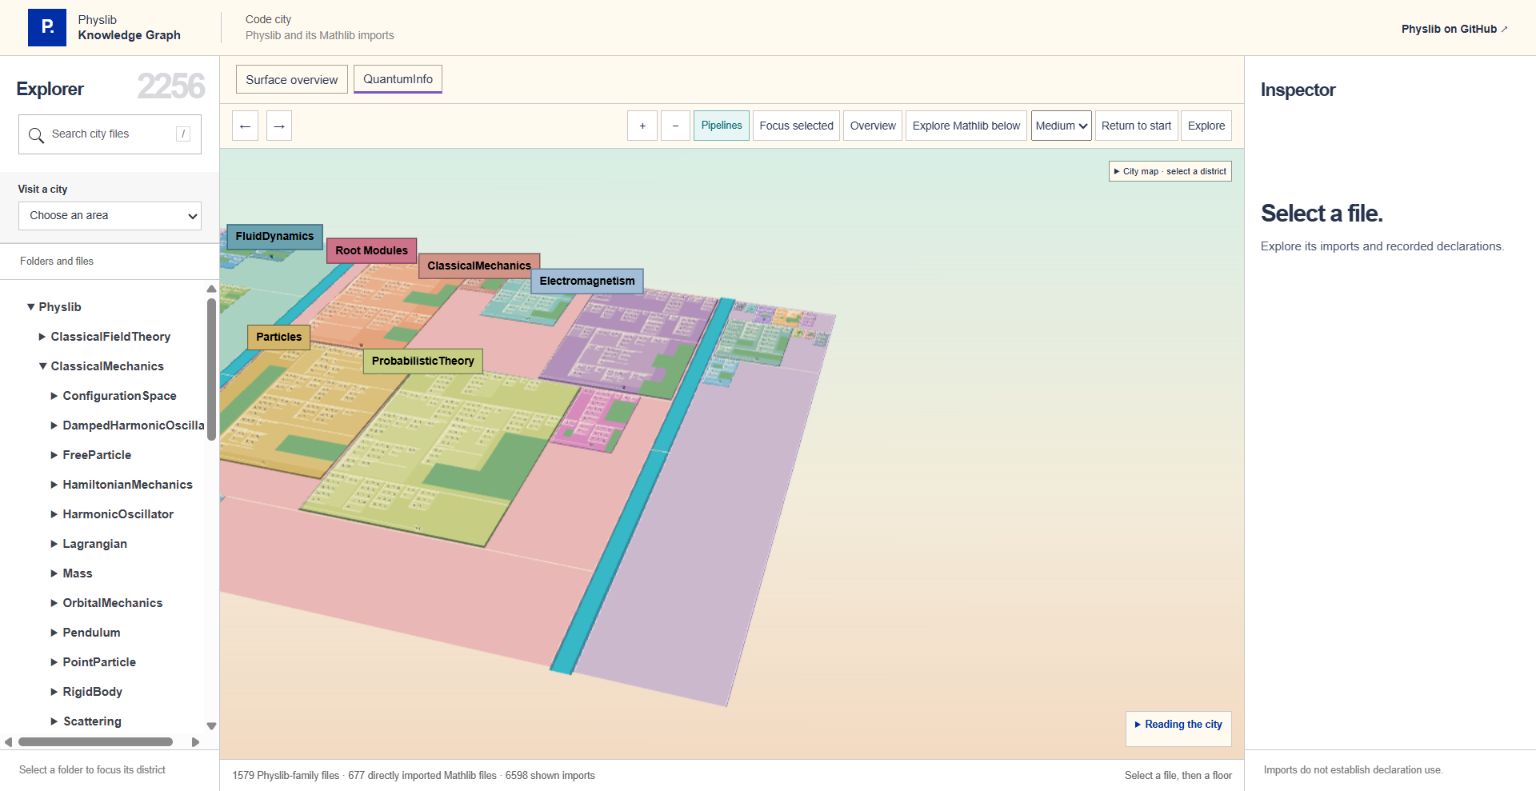 P.
Physlib
Knowledge Graph
Code city
Physlib and its Mathlib imports
Physlib on GitHub ↗
Explorer
2256
Search city files
/
Visit a city
Choose an area
Folders and files
▼ Physlib
▶ ClassicalFieldTheory
▼ ClassicalMechanics
▶ ConfigurationSpace
▶ DampedHarmonicOscilla
▶ FreeParticle
▶ HamiltonianMechanics
▶ HarmonicOscillator
▶ Lagrangian
▶ Mass
▶ OrbitalMechanics
▶ Pendulum
▶ PointParticle
▶ RigidBody
▶ Scattering
Select a folder to focus its district
Surface overview
QuantumInfo
← →
+ − Pipelines Focus selected Overview Explore Mathlib below Medium Return to start Explore
▶ City map · select a district
FluidDynamics
Root Modules
ClassicalMechanics
Electromagnetism
Particles
ProbabilisticTheory
▶ Reading the city
1579 Physlib-family files · 677 directly imported Mathlib files · 6598 shown imports
Select a file, then a floor
Inspector
Select a file.
Explore its imports and recorded declarations.
Imports do not establish declaration use.